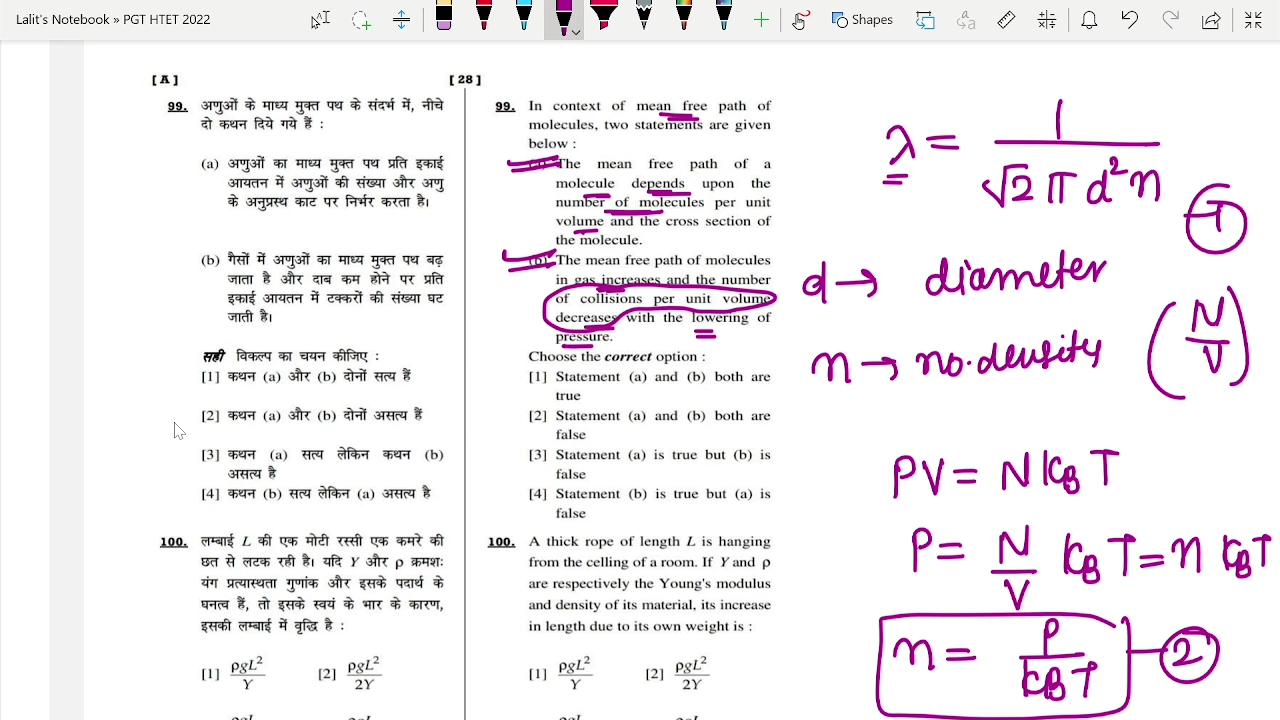 Lalit's Notebook » PGT HTET 2022
Shapes
[ A ]
[ 28 ]
99. अणुओं के माध्य मुक्त पथ के संदर्भ में, नीचे
दो कथन दिये गये हैं :
(a) अणुओं का माध्य मुक्त पथ प्रति इकाई
आयतन में अणुओं की संख्या और अणु
के अनुप्रस्थ काट पर निर्भर करता है।
(b) गैसों में अणुओं का माध्य मुक्त पथ बढ़
जाता है और दाब कम होने पर प्रति
इकाई आयतन में टक्करों की संख्या घट
जाती है।
सही विकल्प का चयन कीजिए :
[1] कथन (a) और (b) दोनों सत्य हैं
[2] कथन (a) और (b) दोनों असत्य हैं
[3] कथन (a) सत्य लेकिन कथन (b)
असत्य है
[4] कथन (b) सत्य लेकिन (a) असत्य है
100. लम्बाई L की एक मोटी रस्सी एक कमरे की
छत से लटक रही है। यदि Y और ρ क्रमशः
यंग प्रत्यास्थता गुणांक और इसके पदार्थ के
घनत्व हैं, तो इसके स्वयं के भार के कारण,
इसकी लम्बाई में वृद्धि है :
[1] ρgL²/Y [2] ρgL²/2Y
99. In context of mean free path of
molecules, two statements are given
below :
(a) The mean free path of a
molecule depends upon the
number of molecules per unit
volume and the cross section of
the molecule.
(b) The mean free path of molecules
in gas increases and the number
of collisions per unit volume
decreases with the lowering of
pressure.
Choose the correct option :
[1] Statement (a) and (b) both are
true
[2] Statement (a) and (b) both are
false
[3] Statement (a) is true but (b) is
false
[4] Statement (b) is true but (a) is
false
100. A thick rope of length L is hanging
from the celling of a room. If Y and ρ
are respectively the Young's modulus
and density of its material, its increase
in length due to its own weight is :
[1] ρgL²/Y [2] ρgL²/2Y
λ = 1/√2 π d² n
d → diameter
n → no. density (N/V)
PV = N KB T
P = N/V KB T = n KB T
n = P/KB T — 2